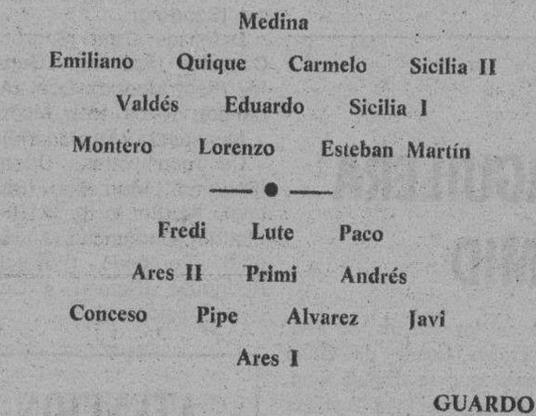 Medina
Emiliano Quique Carmelo Sicilia II
Valdés Eduardo Sicilia I
Montero Lorenzo Esteban Martín
— ● —
Fredi Lute Paco
Ares II Primi Andrés
Conceso Pipe Alvarez Javi
Ares I
GUARDO